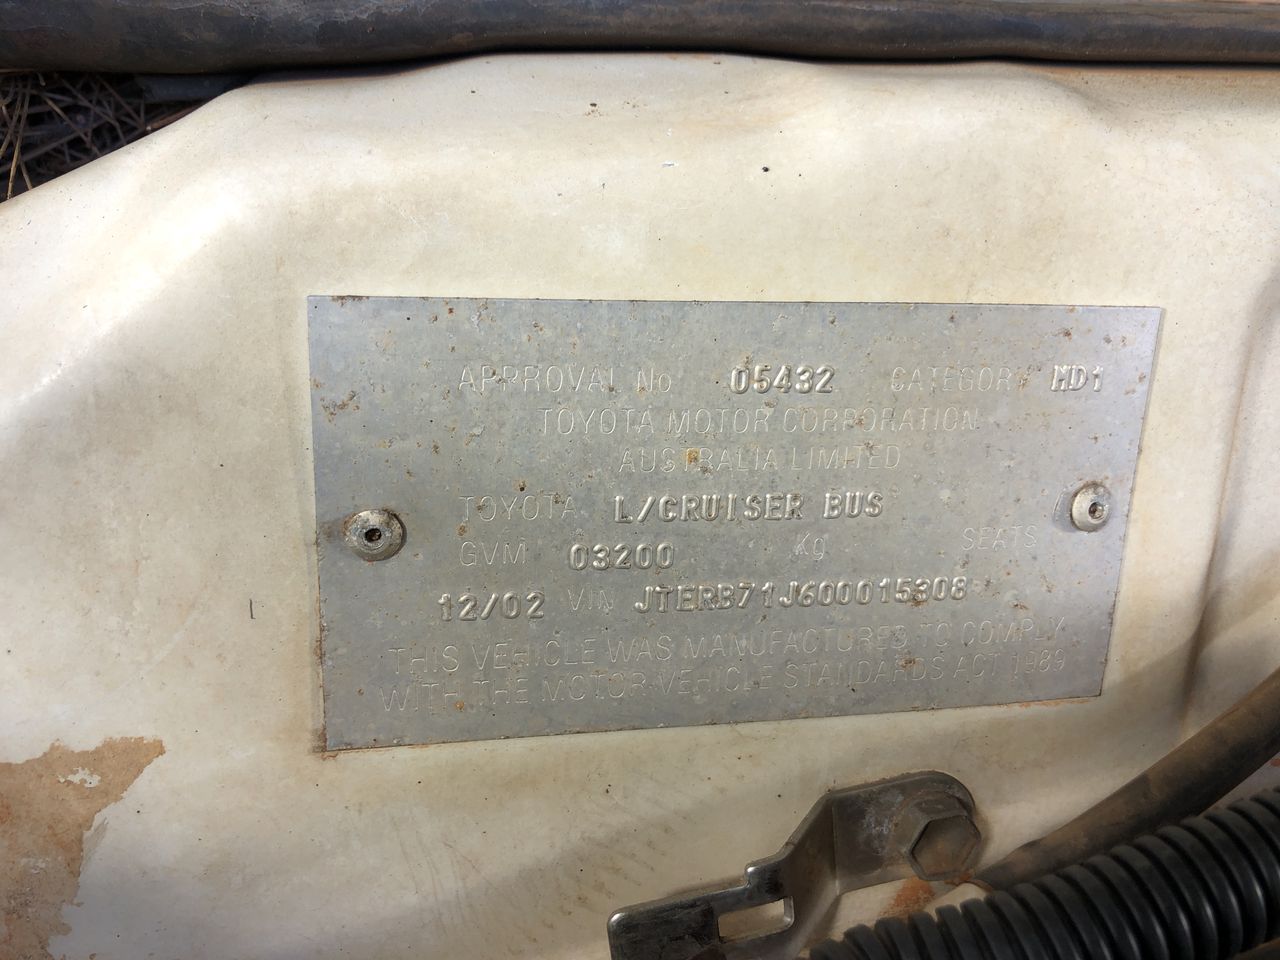 APPROVAL No 05432 CATEGORY MD1
TOYOTA MOTOR CORPORATION
AUSTRALIA LIMITED
TOYOTA L/CRUISER BUS
GVM 03200 Kg SEATS
12/02 VIN JTERB71J600015308
THIS VEHICLE WAS MANUFACTURED TO COMPLY
WITH THE MOTOR VEHICLE STANDARDS ACT 1989